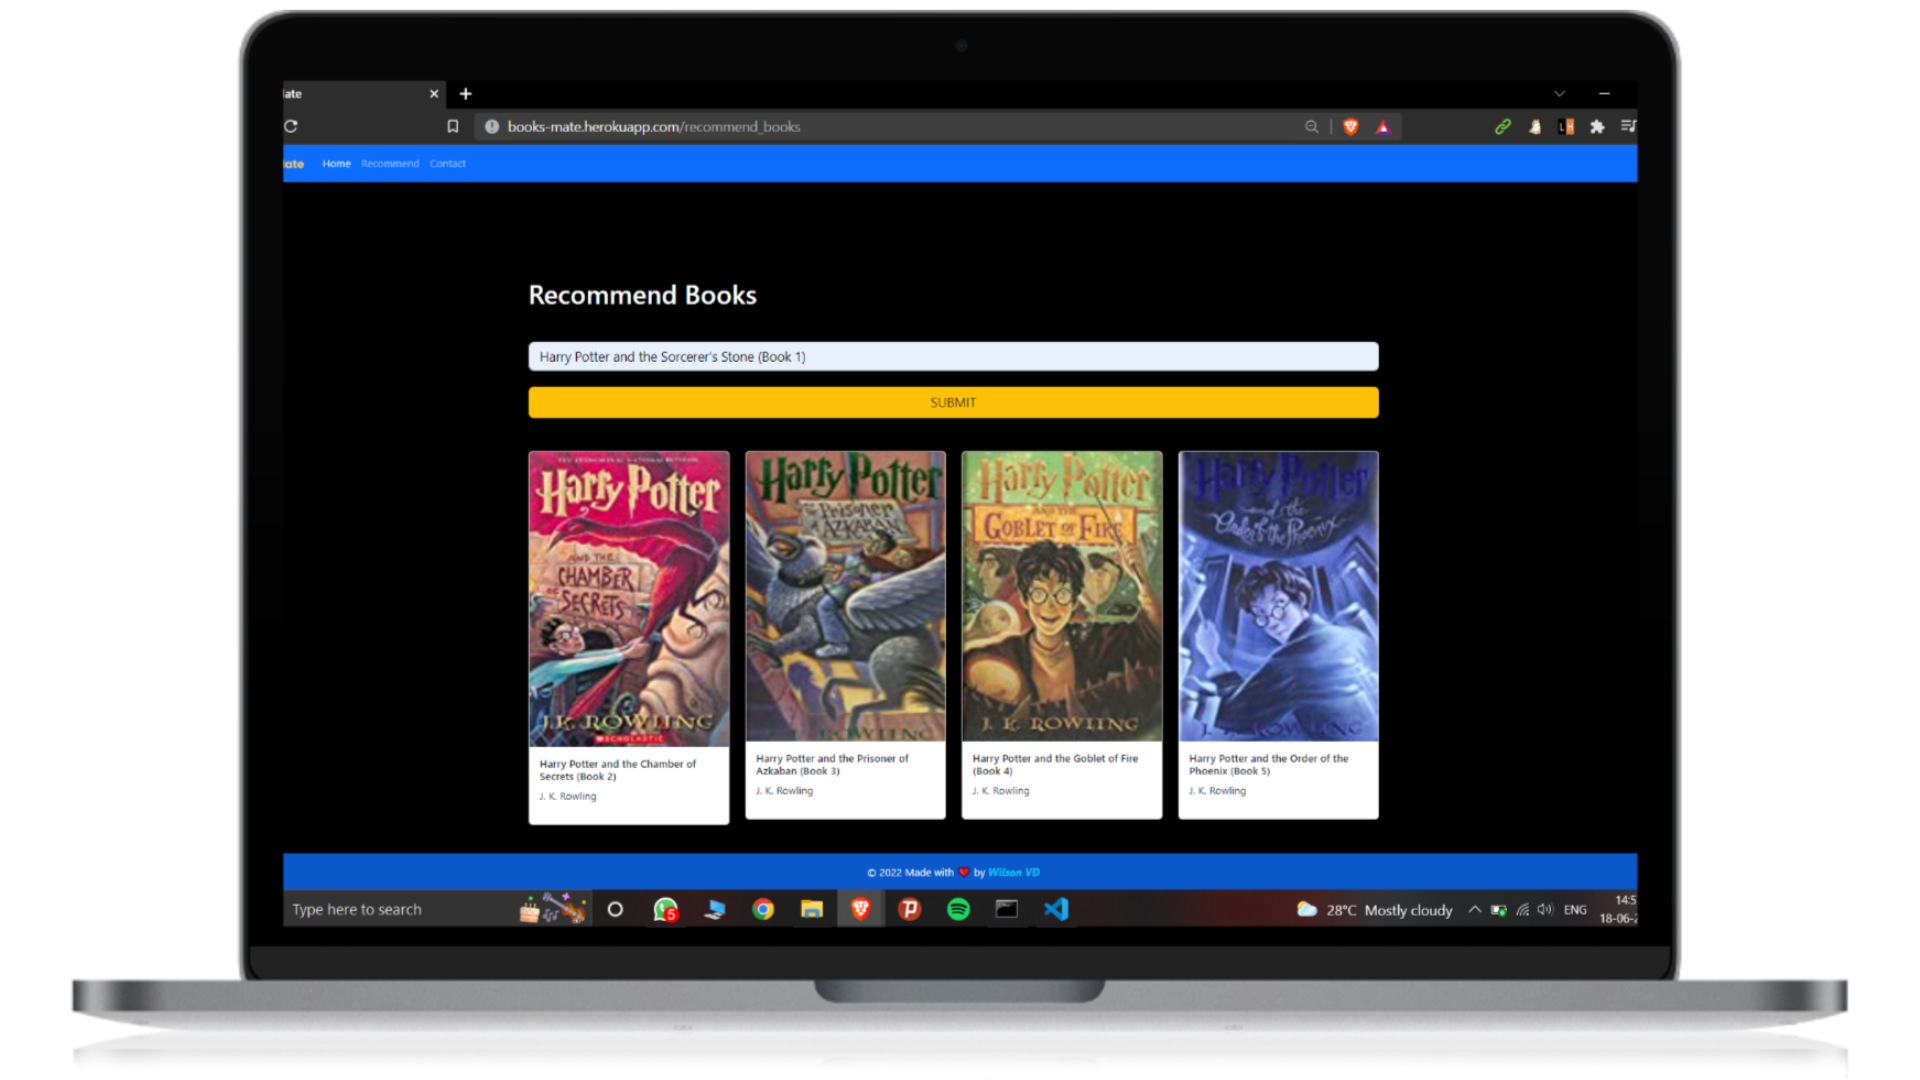 ate
books-mate.herokuapp.com/recommend_books
ate Home Recommend Contact
Recommend Books
Harry Potter and the Sorcerer's Stone (Book 1)
SUBMIT
Harry Potter
AND THE
CHAMBER
OF SECRETS
J.K. ROWLING
SCHOLASTIC
Harry Potter and the Chamber of
Secrets (Book 2)
J. K. Rowling
Harry Potter
Prisoner
AZKABAN
ROWLING
Harry Potter and the Prisoner of
Azkaban (Book 3)
J. K. Rowling
Harry Potter
AND THE
GOBLET OF FIRE
J. K. ROWLING
Harry Potter and the Goblet of Fire
(Book 4)
J. K. Rowling
Harry Potter
and the
Order of the Phoenix
J. K. ROWLING
Harry Potter and the Order of the
Phoenix (Book 5)
J. K. Rowling
© 2022 Made with ❤ by Wilson VD
Type here to search
5
28°C Mostly cloudy
ENG
14:5
18-06-